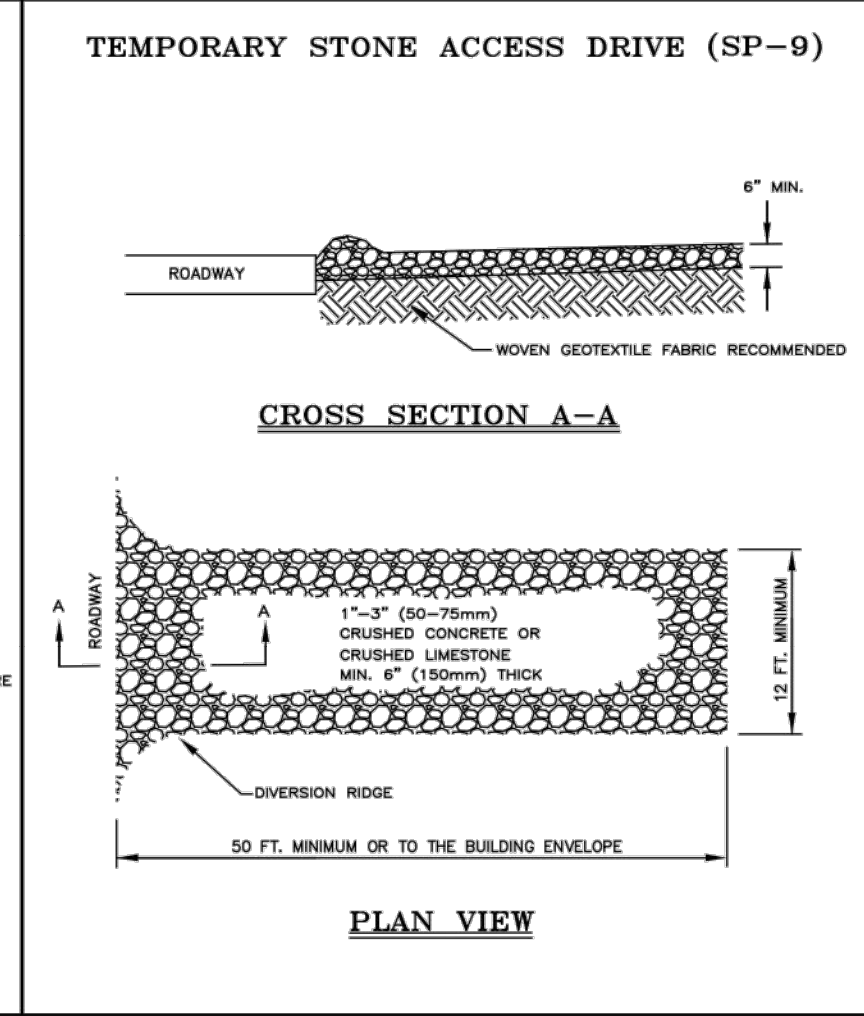 TEMPORARY STONE ACCESS DRIVE (SP-9)
6" MIN.
ROADWAY
WOVEN GEOTEXTILE FABRIC RECOMMENDED
CROSS SECTION A-A
A
ROADWAY
A
1"-3" (50-75mm)
CRUSHED CONCRETE OR
CRUSHED LIMESTONE
MIN. 6" (150mm) THICK
12 FT. MINIMUM
RE
DIVERSION RIDGE
50 FT. MINIMUM OR TO THE BUILDING ENVELOPE
PLAN VIEW